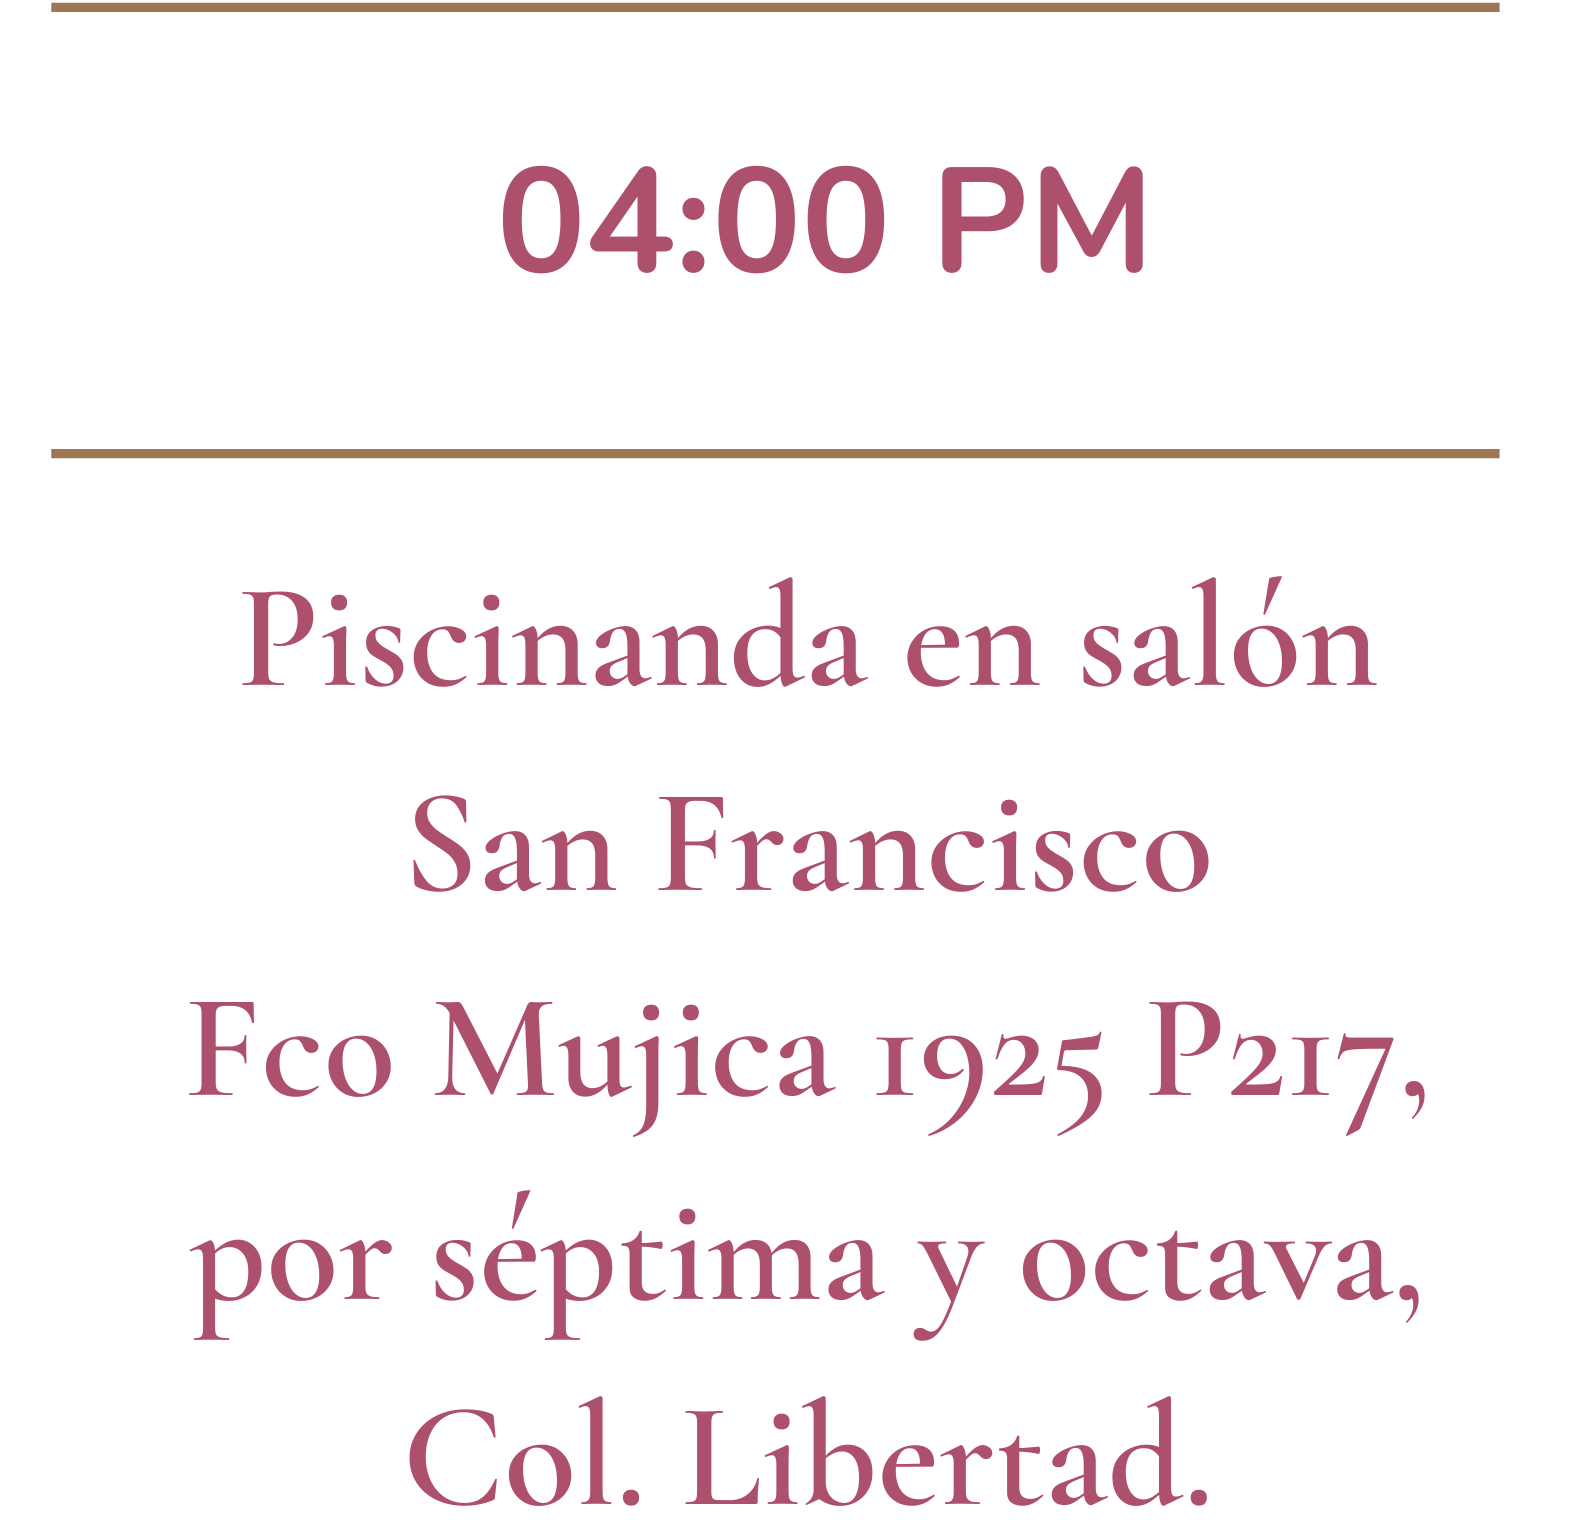 04:00 PM
Piscinanda en salón
San Francisco
Fco Mujica 1925 P217,
por séptima y octava,
Col. Libertad.